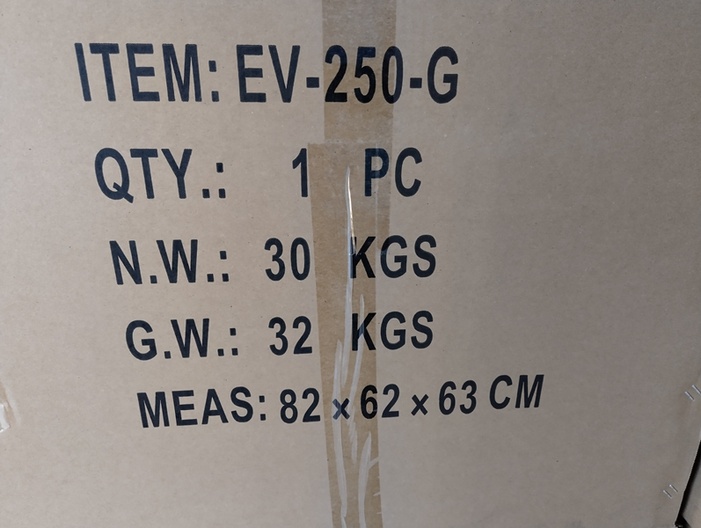 ITEM: EV-250-G
QTY.: 1 PC
N.W.: 30 KGS
G.W.: 32 KGS
MEAS: 82 × 62 × 63 CM